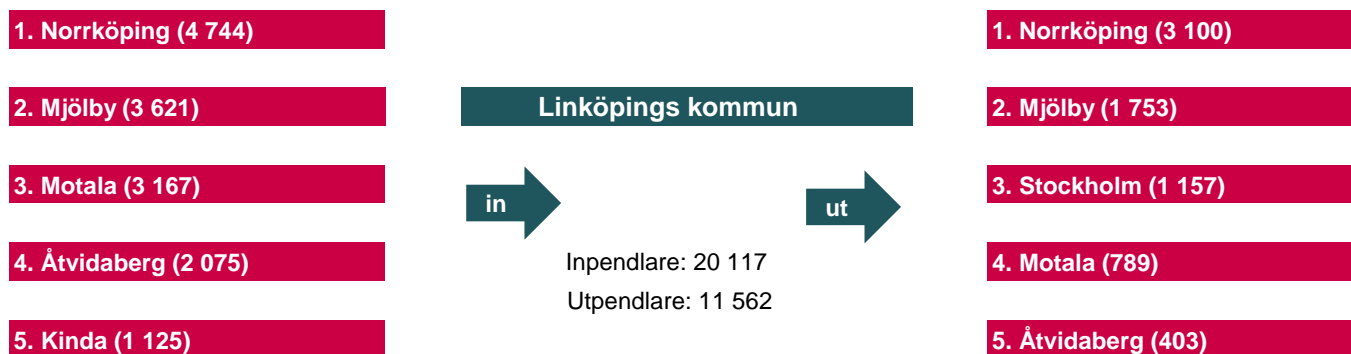 1. Norrköping (4 744)
2. Mjölby (3 621)
3. Motala (3 167)
4. Åtvidaberg (2 075)
5. Kinda (1 125)
Linköpings kommun
in
ut
Inpendlare: 20 117
Utpendlare: 11 562
1. Norrköping (3 100)
2. Mjölby (1 753)
3. Stockholm (1 157)
4. Motala (789)
5. Åtvidaberg (403)